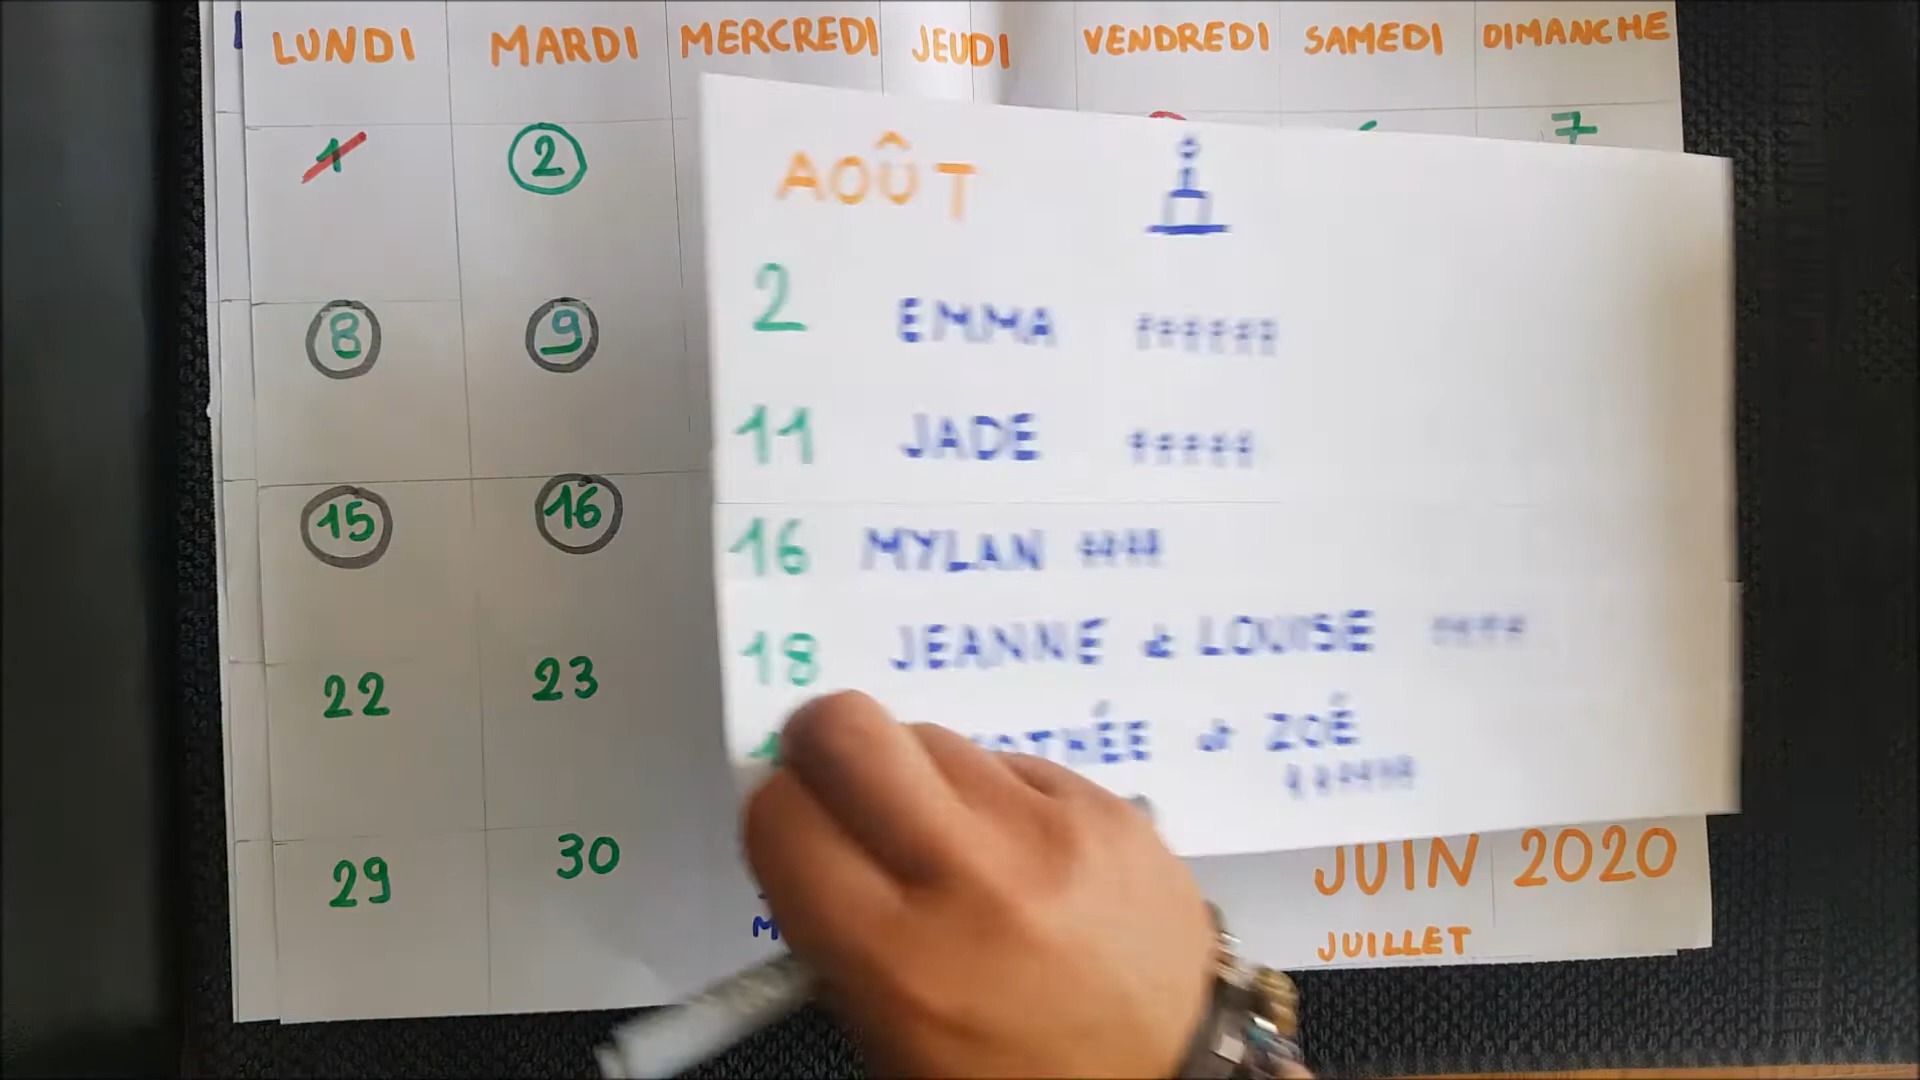 LUNDI MARDI MERCREDI JEUDI VENDREDI SAMEDI DIMANCHE
1 2 7
8 9
15 16
22 23
29 30
AOÛT
2 EMMA
11 JADE
16 MYLAN
18 JEANNE & LOUISE
& ZOÉ
JUIN 2020
JUILLET